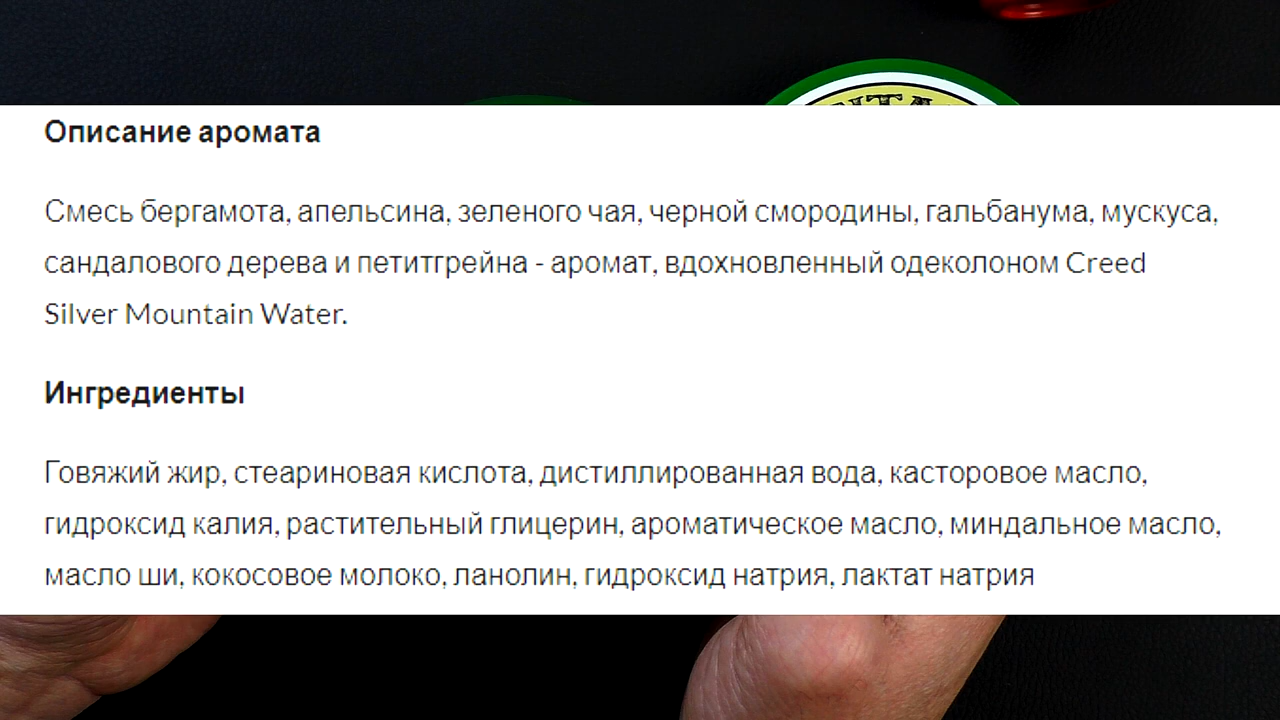 Описание аромата
Смесь бергамота, апельсина, зеленого чая, черной смородины, гальбанума, мускуса,
сандалового дерева и петитгрейна - аромат, вдохновленный одеколоном Creed
Silver Mountain Water.
Ингредиенты
Говяжий жир, стеариновая кислота, дистиллированная вода, касторовое масло,
гидроксид калия, растительный глицерин, ароматическое масло, миндальное масло,
масло ши, кокосовое молоко, ланолин, гидроксид натрия, лактат натрия